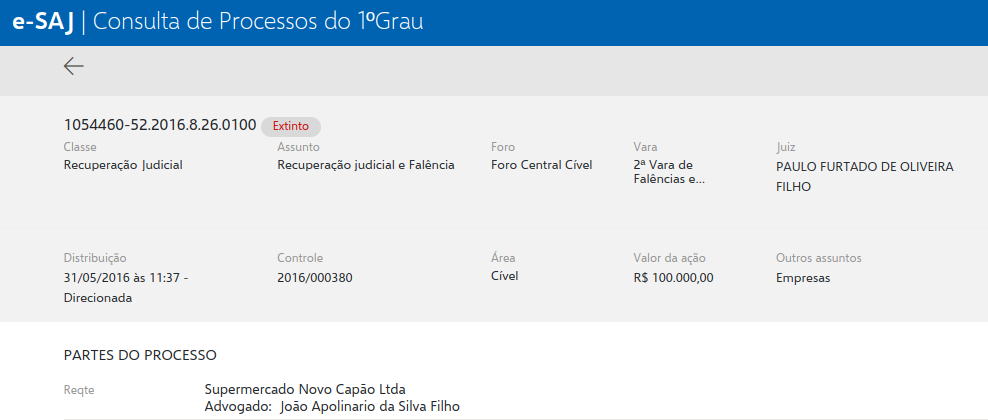 e-SAJ | Consulta de Processos do 1ºGrau
1054460-52.2016.8.26.0100 Extinto
Classe Assunto Foro Vara Juiz
Recuperação Judicial Recuperação judicial e Falência Foro Central Cível 2ª Vara de Falências e... PAULO FURTADO DE OLIVEIRA FILHO
Distribuição Controle Área Valor da ação Outros assuntos
31/05/2016 às 11:37 - Direcionada 2016/000380 Cível R$ 100.000,00 Empresas
PARTES DO PROCESSO
Reqte Supermercado Novo Capão Ltda
Advogado: João Apolinario da Silva Filho